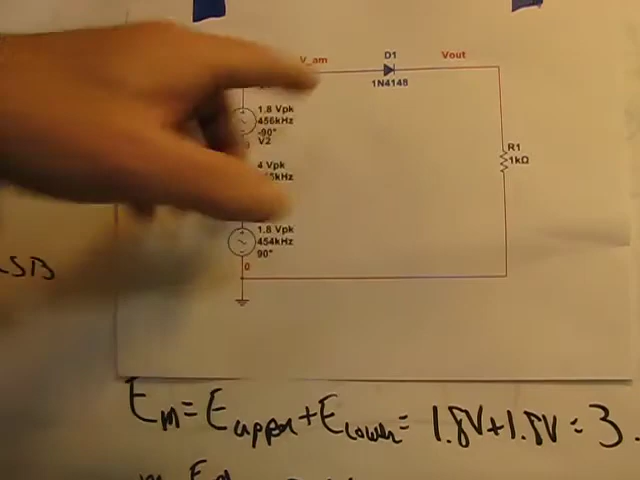 V_am
D1
Vout
1N4148
1.8 Vpk
456kHz
-90°
V2
4 Vpk
R1
1kΩ
1.8 Vpk
454kHz
90°
0
LSB
Em = Eupper + Elower = 1.8V + 1.8V = 3.